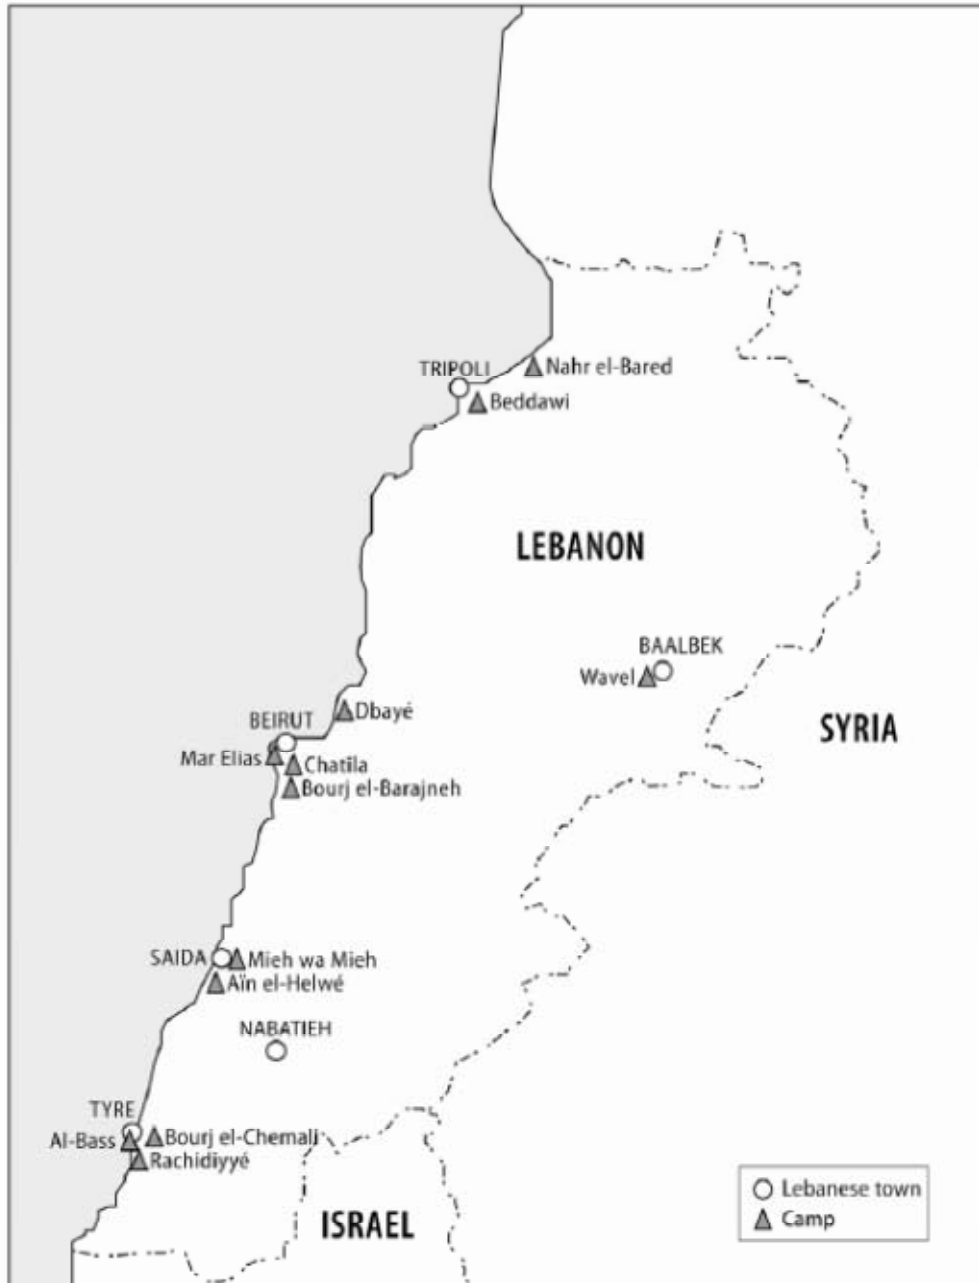 TRIPOLI
Nahr el-Bared
Beddawi
LEBANON
BAALBEK
Wavel
SYRIA
Dbayé
BEIRUT
Mar Elias
Chatila
Bourj el-Barajneh
SAIDA
Mieh wa Mieh
Aïn el-Helwé
NABATIEH
TYRE
Al-Bass
Bourj el-Chemali
Rachidiyyé
ISRAEL
Lebanese town
Camp